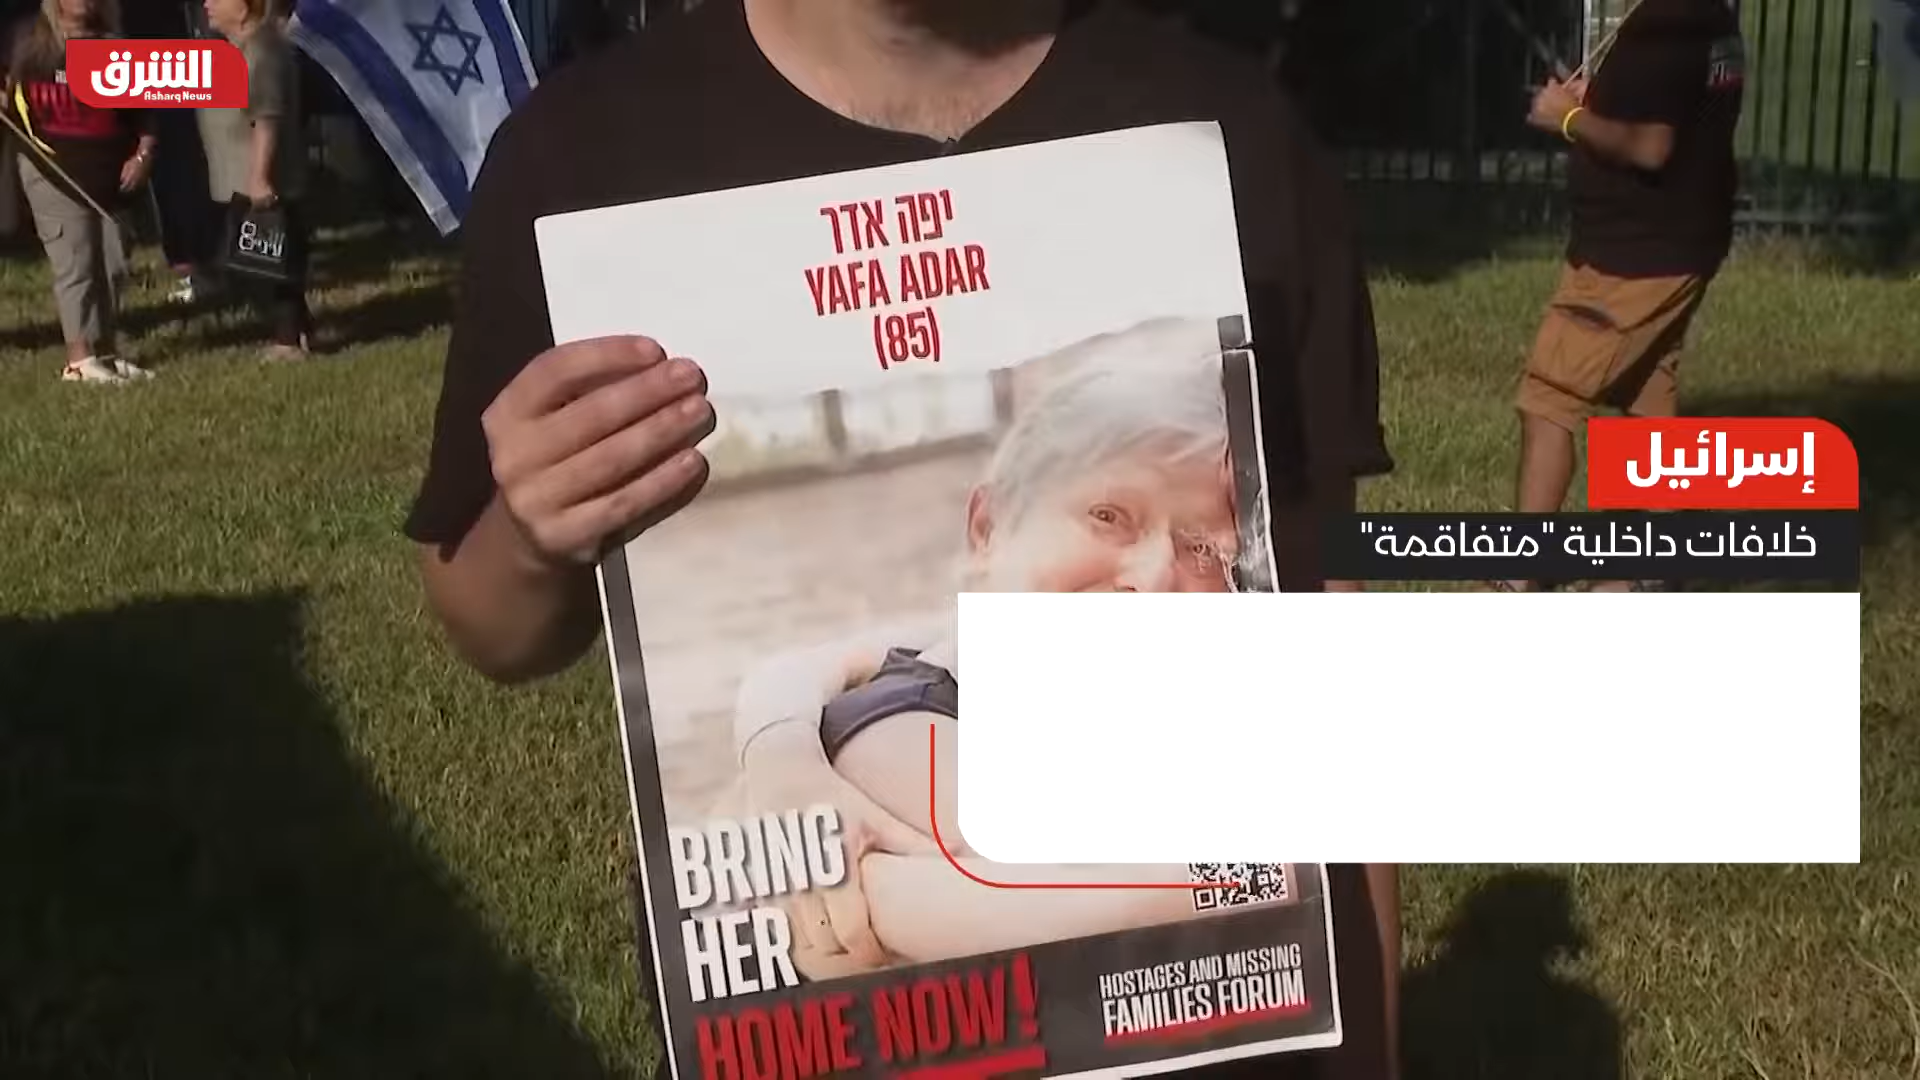 الشرق
Asharq News
יפה אדר
YAFA ADAR
(85)
إسرائيل
خلافات داخلية "متفاقمة"
BRING
HER
HOME NOW!
HOSTAGES AND MISSING
FAMILIES FORUM